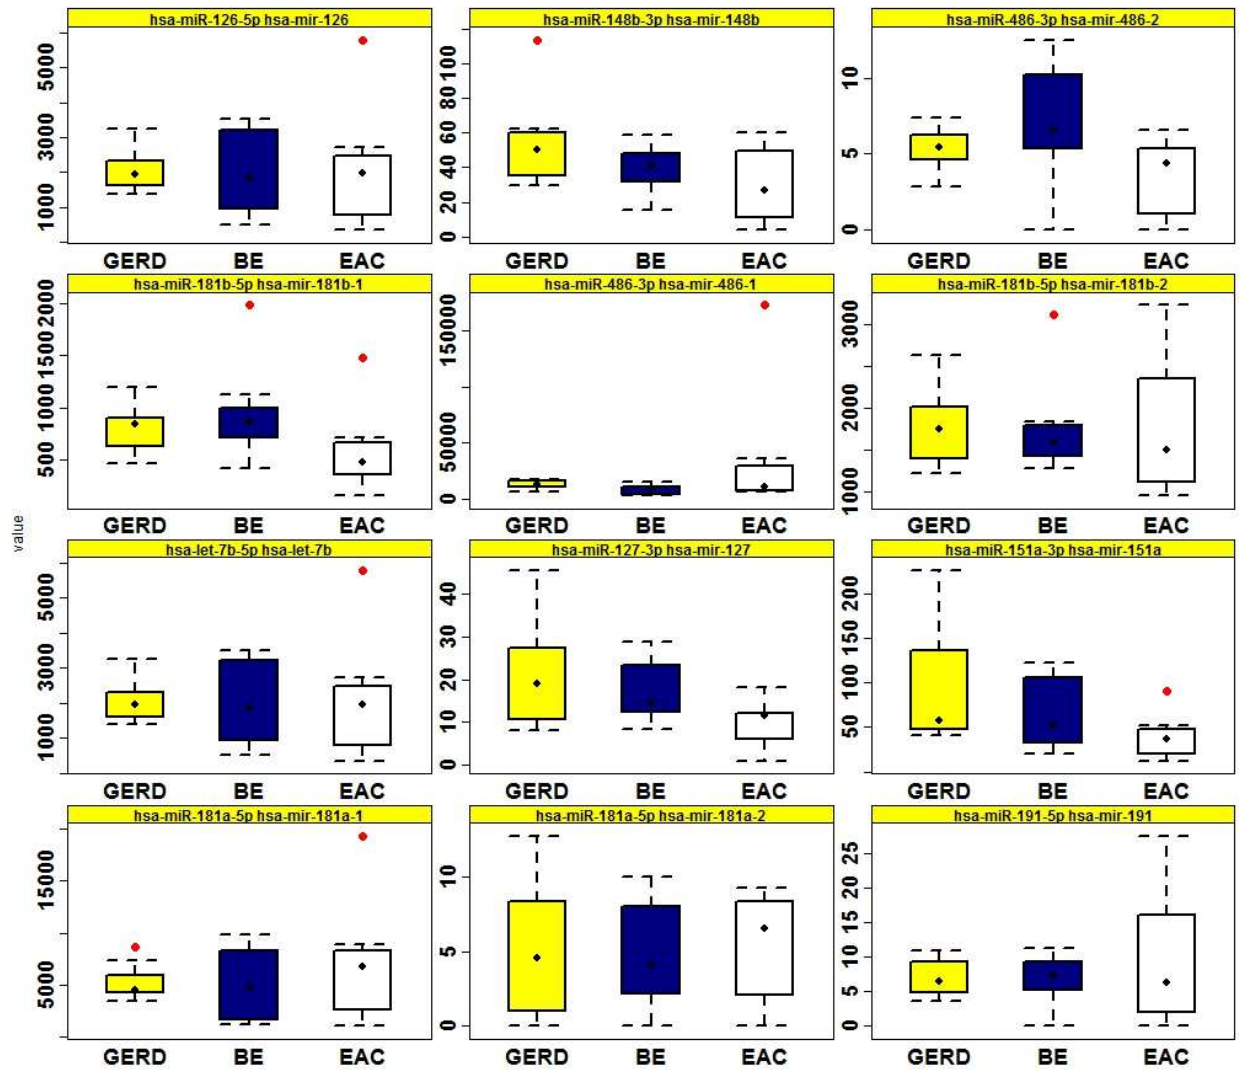 hsa-miR-126-5p hsa-mir-126
hsa-miR-148b-3p hsa-mir-148b
hsa-miR-486-3p hsa-mir-486-2
1000 3000 5000
0 20 40 60 80 100
0 5 10
GERD BE EAC
GERD BE EAC
GERD BE EAC
hsa-miR-181b-5p hsa-mir-181b-1
hsa-miR-486-3p hsa-mir-486-1
hsa-miR-181b-5p hsa-mir-181b-2
500 1000 1500 2000
0 50000 150000
1000 2000 3000
GERD BE EAC
GERD BE EAC
GERD BE EAC
value
hsa-let-7b-5p hsa-let-7b
hsa-miR-127-3p hsa-mir-127
hsa-miR-151a-3p hsa-mir-151a
1000 3000 5000
0 10 20 30 40
50 100 150 200
GERD BE EAC
GERD BE EAC
GERD BE EAC
hsa-miR-181a-5p hsa-mir-181a-1
hsa-miR-181a-5p hsa-mir-181a-2
hsa-miR-191-5p hsa-mir-191
5000 15000
0 5 10
0 5 10 15 20 25
GERD BE EAC
GERD BE EAC
GERD BE EAC